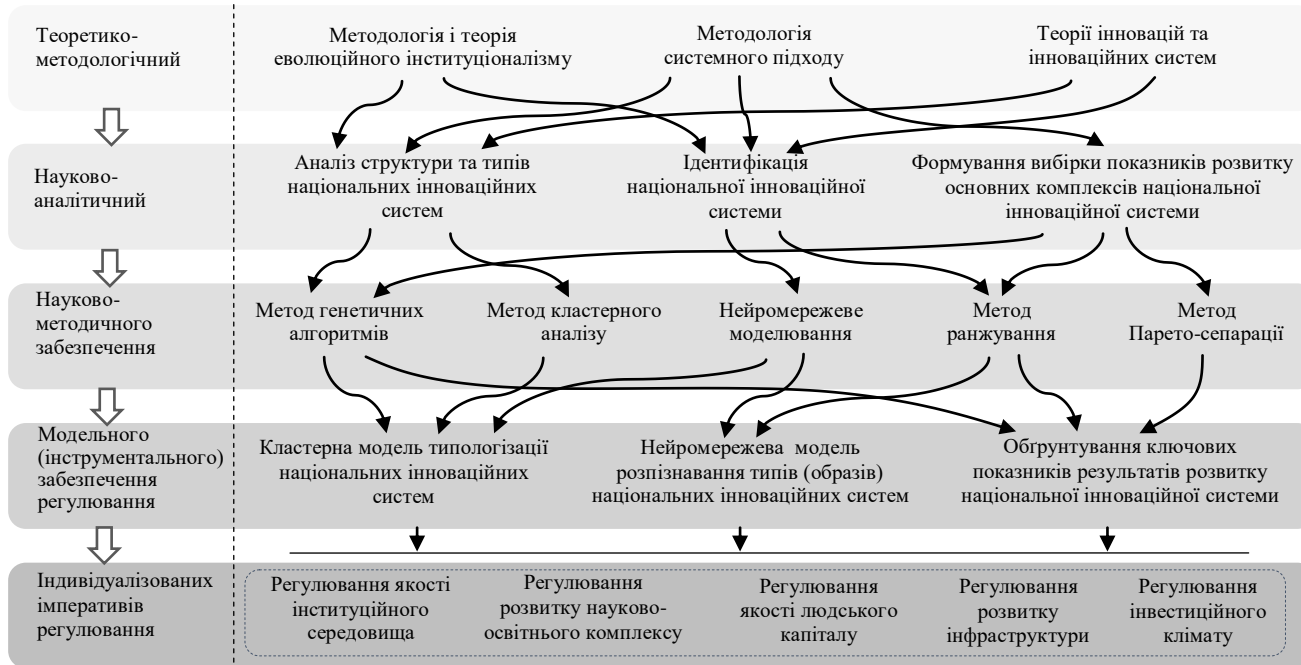 Теоретико-
методологічний
Методологія і теорія
еволюційного інституціоналізму
Методологія
системного підходу
Теорії інновацій та
інноваційних систем
Науково-
аналітичний
Аналіз структури та типів
національних інноваційних
систем
Ідентифікація
національної інноваційної
системи
Формування вибірки показників розвитку
основних комплексів національної
інноваційної системи
Науково-
методичного
забезпечення
Метод генетичних
алгоритмів
Метод кластерного
аналізу
Нейромережеве
моделювання
Метод
ранжування
Метод
Парето-сепарації
Модельного
(інструментального)
забезпечення
регулювання
Кластерна модель типологізації
національних інноваційних
систем
Нейромережева модель
розпізнавання типів (образів)
національних інноваційних систем
Обґрунтування ключових
показників результатів розвитку
національної інноваційної системи
Індивідуалізованих
імперативів
регулювання
Регулювання якості
інституційного
середовища
Регулювання
розвитку науково-
освітнього комплексу
Регулювання
якості людського
капіталу
Регулювання
розвитку
інфраструктури
Регулювання
інвестиційного
клімату